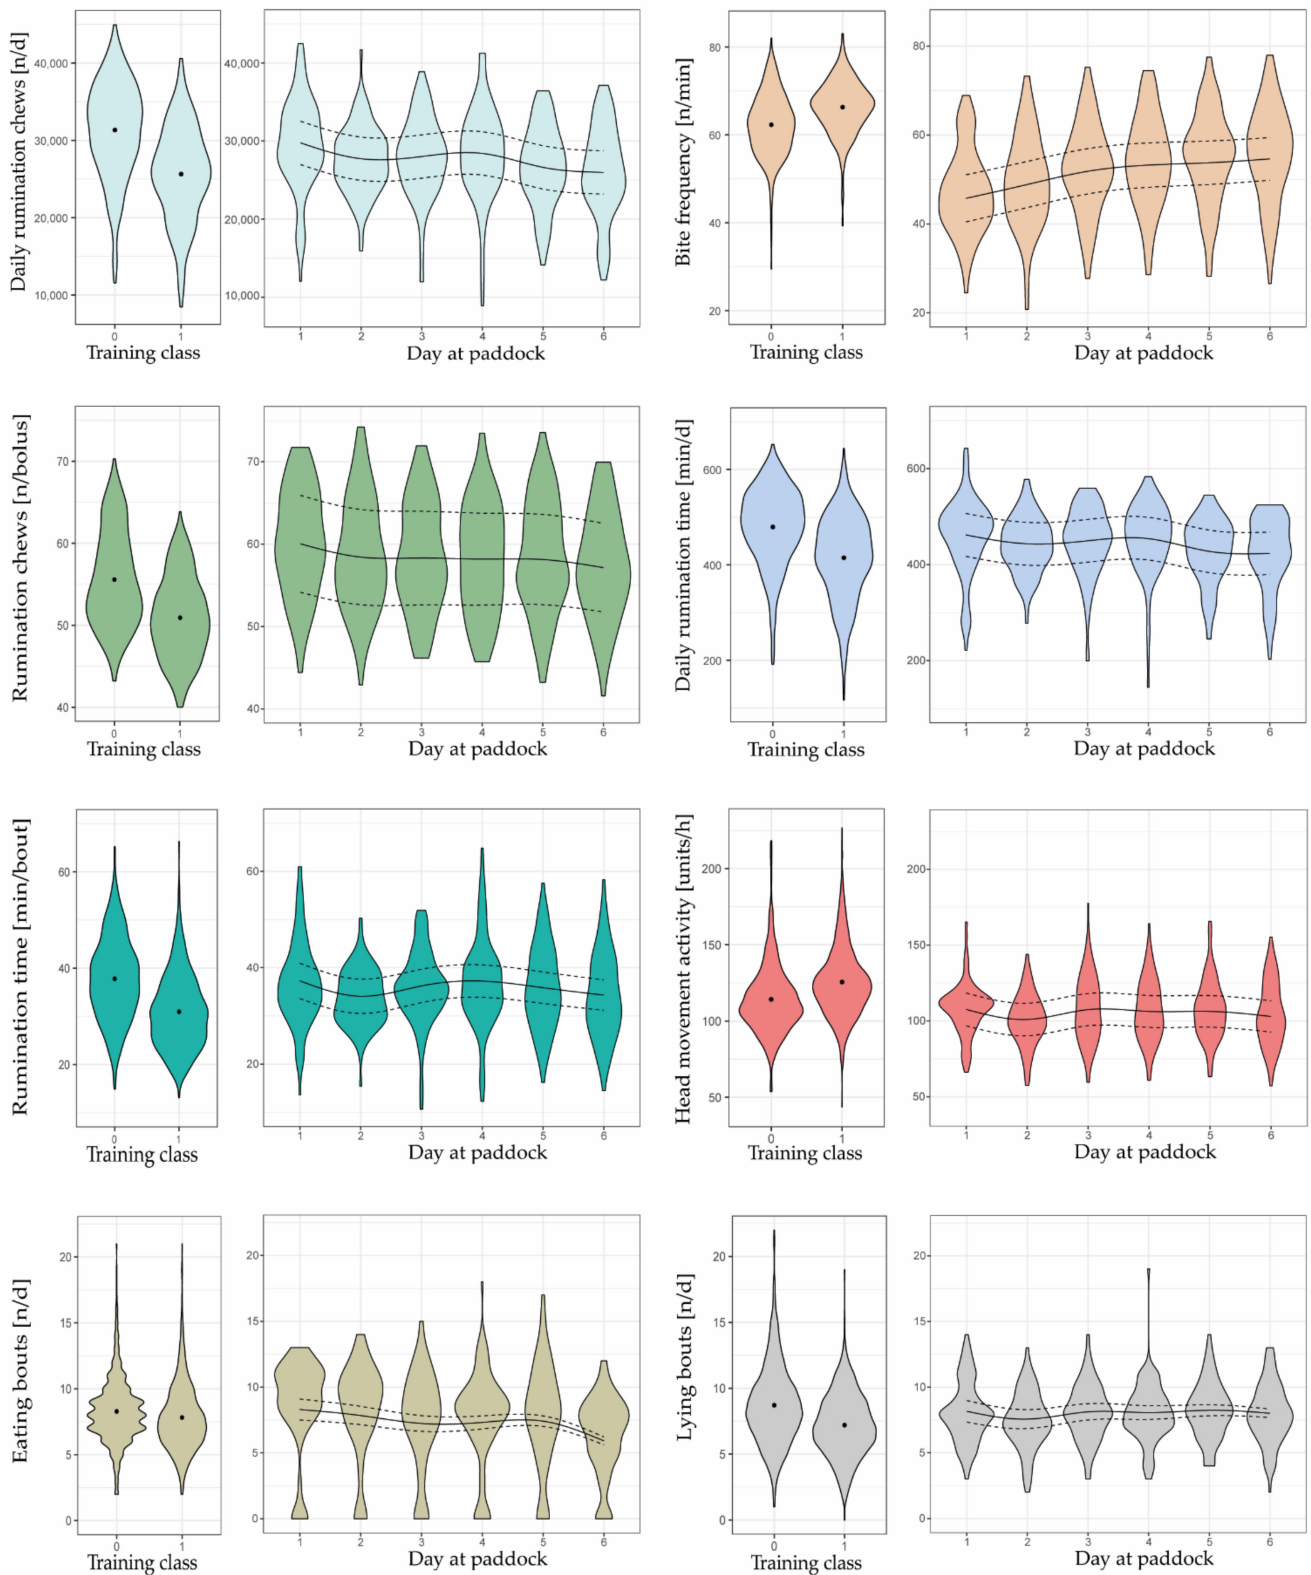 Daily rumination chews [n/d]
40,000
30,000
20,000
10,000
0 1
Training class
40,000
30,000
20,000
10,000
1 2 3 4 5 6
Day at paddock
Bite frequency [n/min]
80
60
40
20
0 1
Training class
80
60
40
20
1 2 3 4 5 6
Day at paddock
Rumination chews [n/bolus]
70
60
50
40
0 1
Training class
70
60
50
40
1 2 3 4 5 6
Day at paddock
Daily rumination time [min/d]
600
400
200
0 1
Training class
600
400
200
1 2 3 4 5 6
Day at paddock
Rumination time [min/bout]
60
40
20
0 1
Training class
60
40
20
1 2 3 4 5 6
Day at paddock
Head movement activity [units/h]
200
150
100
50
0 1
Training class
200
150
100
50
1 2 3 4 5 6
Day at paddock
Eating bouts [n/d]
20
15
10
5
0
0 1
Training class
20
15
10
5
0
1 2 3 4 5 6
Day at paddock
Lying bouts [n/d]
20
15
10
5
0
0 1
Training class
20
15
10
5
0
1 2 3 4 5 6
Day at paddock